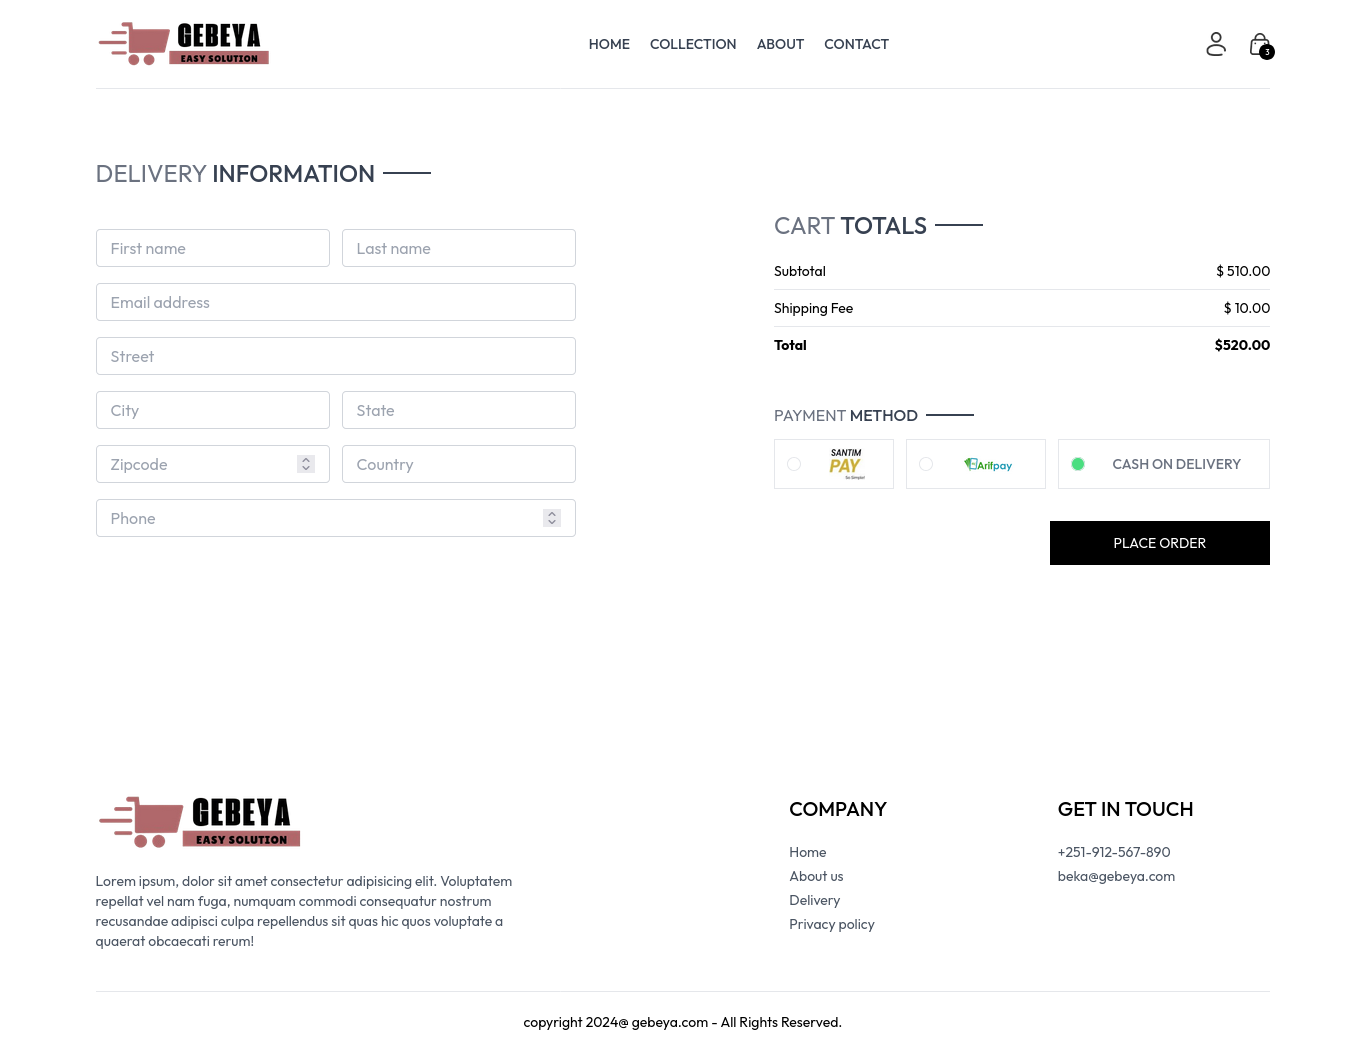 GEBEYA
EASY SOLUTION
HOME COLLECTION ABOUT CONTACT
3
DELIVERY INFORMATION
First name Last name
Email address
Street
City State
Zipcode Country
Phone
CART TOTALS
Subtotal $ 510.00
Shipping Fee $ 10.00
Total $520.00
PAYMENT METHOD
SANTIM
PAY
Arifpay
CASH ON DELIVERY
PLACE ORDER
GEBEYA
EASY SOLUTION
Lorem ipsum, dolor sit amet consectetur adipisicing elit. Voluptatem
repellat vel nam fuga, numquam commodi consequatur nostrum
recusandae adipisci culpa repellendus sit quas hic quos voluptate a
quaerat obcaecati rerum!
COMPANY
Home
About us
Delivery
Privacy policy
GET IN TOUCH
+251-912-567-890
beka@gebeya.com
copyright 2024@ gebeya.com - All Rights Reserved.